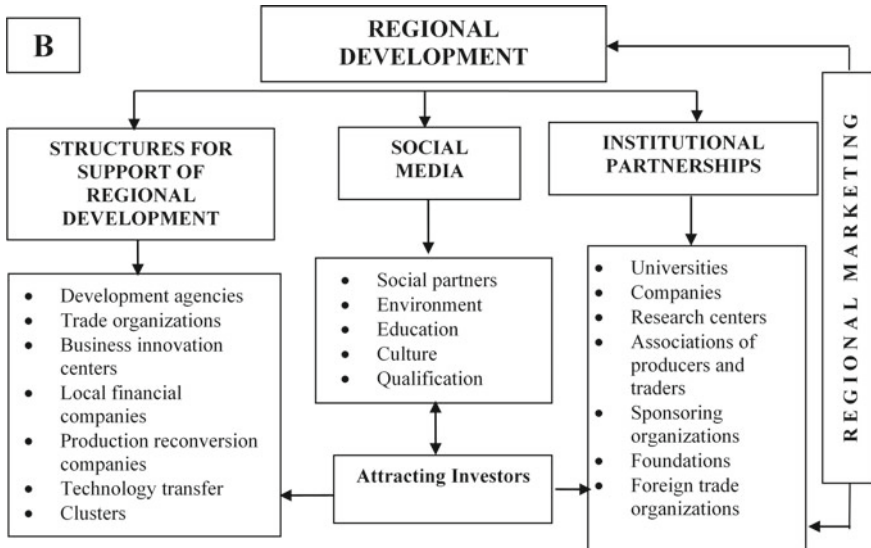 B
REGIONAL
DEVELOPMENT
STRUCTURES FOR
SUPPORT OF
REGIONAL
DEVELOPMENT
SOCIAL
MEDIA
INSTITUTIONAL
PARTNERSHIPS
• Development agencies
• Trade organizations
• Business innovation
centers
• Local financial
companies
• Production reconversion
companies
• Technology transfer
• Clusters
• Social partners
• Environment
• Education
• Culture
• Qualification
• Universities
• Companies
• Research centers
• Associations of
producers and
traders
• Sponsoring
organizations
• Foundations
• Foreign trade
organizations
Attracting Investors
REGIONAL MARKETING